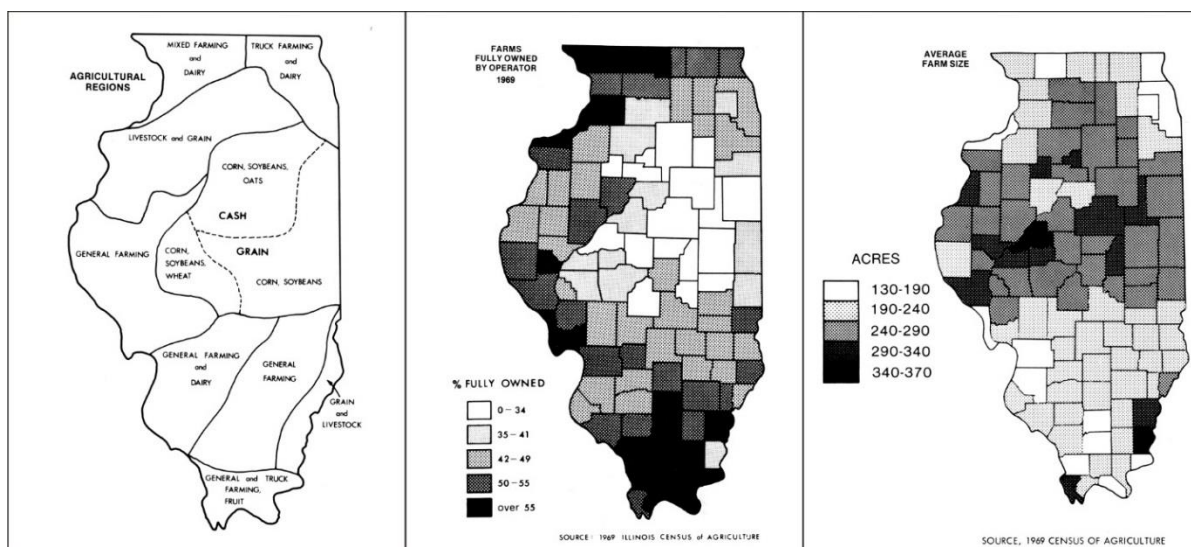 AGRICULTURAL
REGIONS
MIXED FARMING
and
DAIRY
TRUCK FARMING
and
DAIRY
LIVESTOCK and GRAIN
CORN, SOYBEANS,
OATS
CASH
GRAIN
GENERAL FARMING
CORN,
SOYBEANS,
WHEAT
CORN, SOYBEANS
GENERAL FARMING
and
DAIRY
GENERAL
FARMING
GRAIN
and
LIVESTOCK
GENERAL and TRUCK
FARMING,
FRUIT
FARMS
FULLY OWNED
BY OPERATOR
1969
% FULLY OWNED
0 – 34
35 – 41
42 – 49
50 – 55
over 55
SOURCE: 1969 ILLINOIS CENSUS of AGRICULTURE
AVERAGE
FARM SIZE
ACRES
130-190
190-240
240-290
290-340
340-370
SOURCE, 1969 CENSUS OF AGRICULTURE